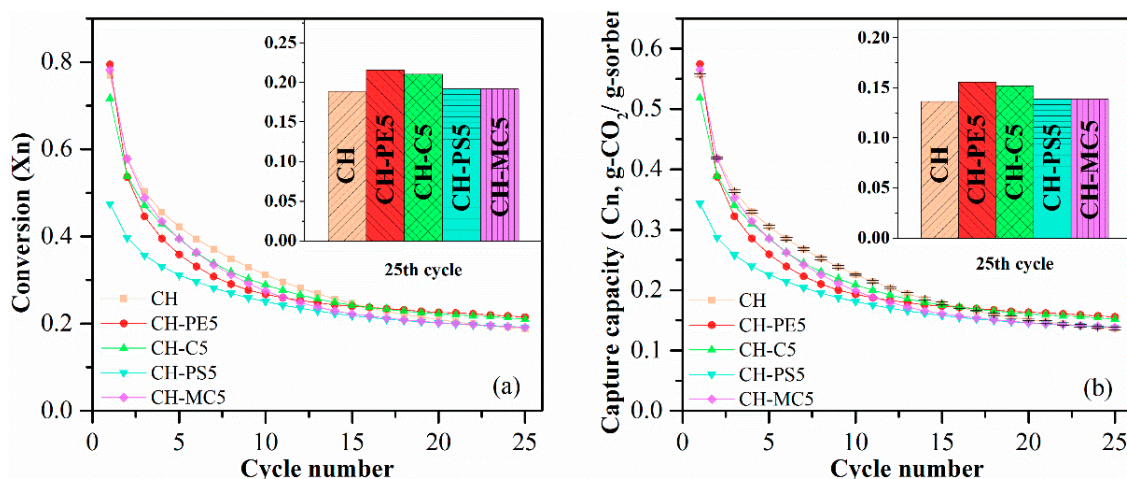 Conversion (Xn)
0.8
0.6
0.4
0.2
0.0
0.25
0.20
0.15
0.10
0.05
0.00
CH
CH-PE5
CH-C5
CH-PS5
CH-MC5
25th cycle
CH
CH-PE5
CH-C5
CH-PS5
CH-MC5
(a)
0 5 10 15 20 25
Cycle number
Capture capacity (Cn, g-CO2/ g-sorben
0.6
0.5
0.4
0.3
0.2
0.1
0.0
0.20
0.15
0.10
0.05
0.00
CH
CH-PE5
CH-C5
CH-PS5
CH-MC5
25th cycle
CH
CH-PE5
CH-C5
CH-PS5
CH-MC5
(b)
0 5 10 15 20 25
Cycle number